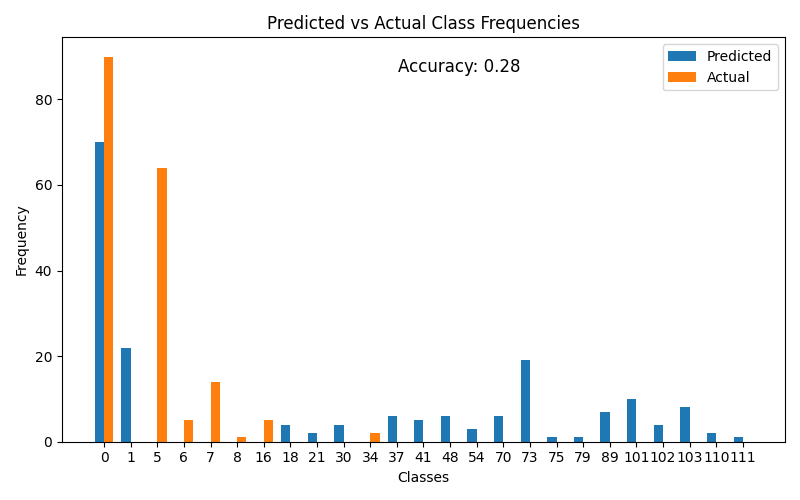 Predicted vs Actual Class Frequencies
Accuracy: 0.28
Predicted
Actual
Frequency
80
60
40
20
0
0 1 5 6 7 8 16 18 21 30 34 37 41 48 54 70 73 75 79 89 101 102 103 110 111
Classes